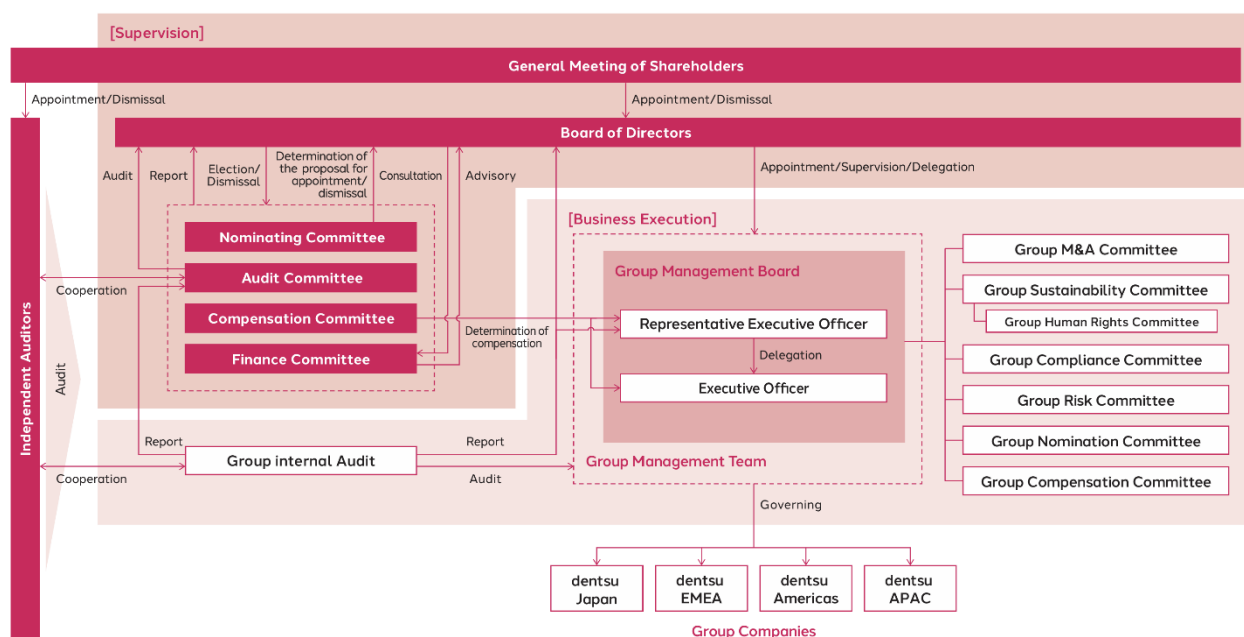 [Supervision]
General Meeting of Shareholders
Appointment/Dismissal
Appointment/Dismissal
Board of Directors
Audit
Report
Election/
Dismissal
Determination of
the proposal for
appointment/
dismissal
Consultation
Advisory
Appointment/Supervision/Delegation
Nominating Committee
Audit Committee
Compensation Committee
Finance Committee
Cooperation
Independent Auditors
Audit
Determination of
compensation
[Business Execution]
Group Management Board
Representative Executive Officer
Delegation
Executive Officer
Group Management Team
Group M&A Committee
Group Sustainability Committee
Group Human Rights Committee
Group Compliance Committee
Group Risk Committee
Group Nomination Committee
Group Compensation Committee
Report
Group internal Audit
Report
Audit
Cooperation
Governing
dentsu
Japan
dentsu
EMEA
dentsu
Americas
dentsu
APAC
Group Companies